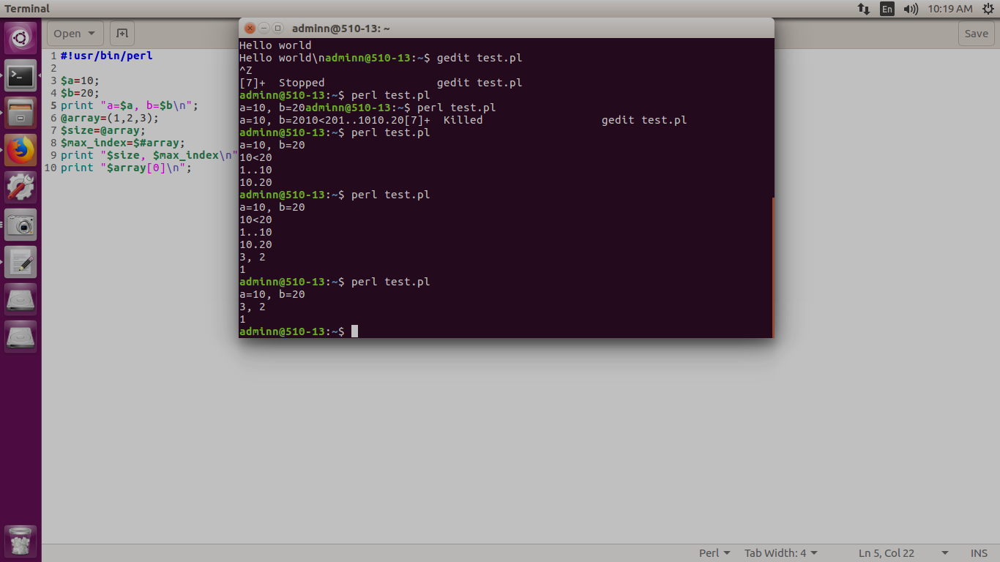 Terminal
En
10:19 AM
Open
adminn@510-13: ~
Save
1 #!usr/bin/perl
2
3 $a=10;
4 $b=20;
5 print "a=$a, b=$b\n";
6 @array=(1,2,3);
7 $size=@array;
8 $max_index=$#array;
9 print "$size, $max_index\n"
10 print "$array[0]\n";
Hello world
Hello world\nadminn@510-13:~$ gedit test.pl
^Z
[7]+  Stopped                 gedit test.pl
adminn@510-13:~$ perl test.pl
a=10, b=20adminn@510-13:~$ perl test.pl
a=10, b=2010<201..1010.20[7]+  Killed                  gedit test.pl
adminn@510-13:~$ perl test.pl
a=10, b=20
10<20
1..10
10.20
adminn@510-13:~$ perl test.pl
a=10, b=20
10<20
1..10
10.20
3, 2
1
adminn@510-13:~$ perl test.pl
a=10, b=20
3, 2
1
adminn@510-13:~$
Perl
Tab Width: 4
Ln 5, Col 22
INS